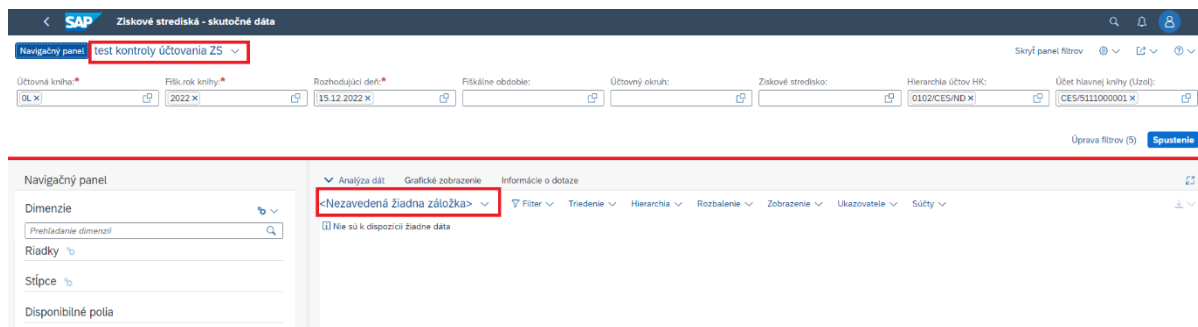 SAP Ziskové strediská - skutočné dáta
Navigačný panel test kontroly účtovania ZS Skryť panel filtrov
Účtovná kniha:* Fišk.rok knihy:* Rozhodujúci deň:* Fiškálne obdobie: Účtovný okruh: Ziskové stredisko: Hierarchia účtov HK: Účet hlavnej knihy (Uzol):
0L 2022 15.12.2022 0102/CES/ND CES/5111000001
Úprava filtrov (5) Spustenie
Navigačný panel Analýza dát Grafické zobrazenie Informácie o dotaze
Dimenzie <Nezavedená žiadna záložka> Filter Triedenie Hierarchia Rozbalenie Zobrazenie Ukazovatele Súčty
Prehľadanie dimenzií Nie sú k dispozícii žiadne dáta
Riadky
Stĺpce
Disponibilné polia